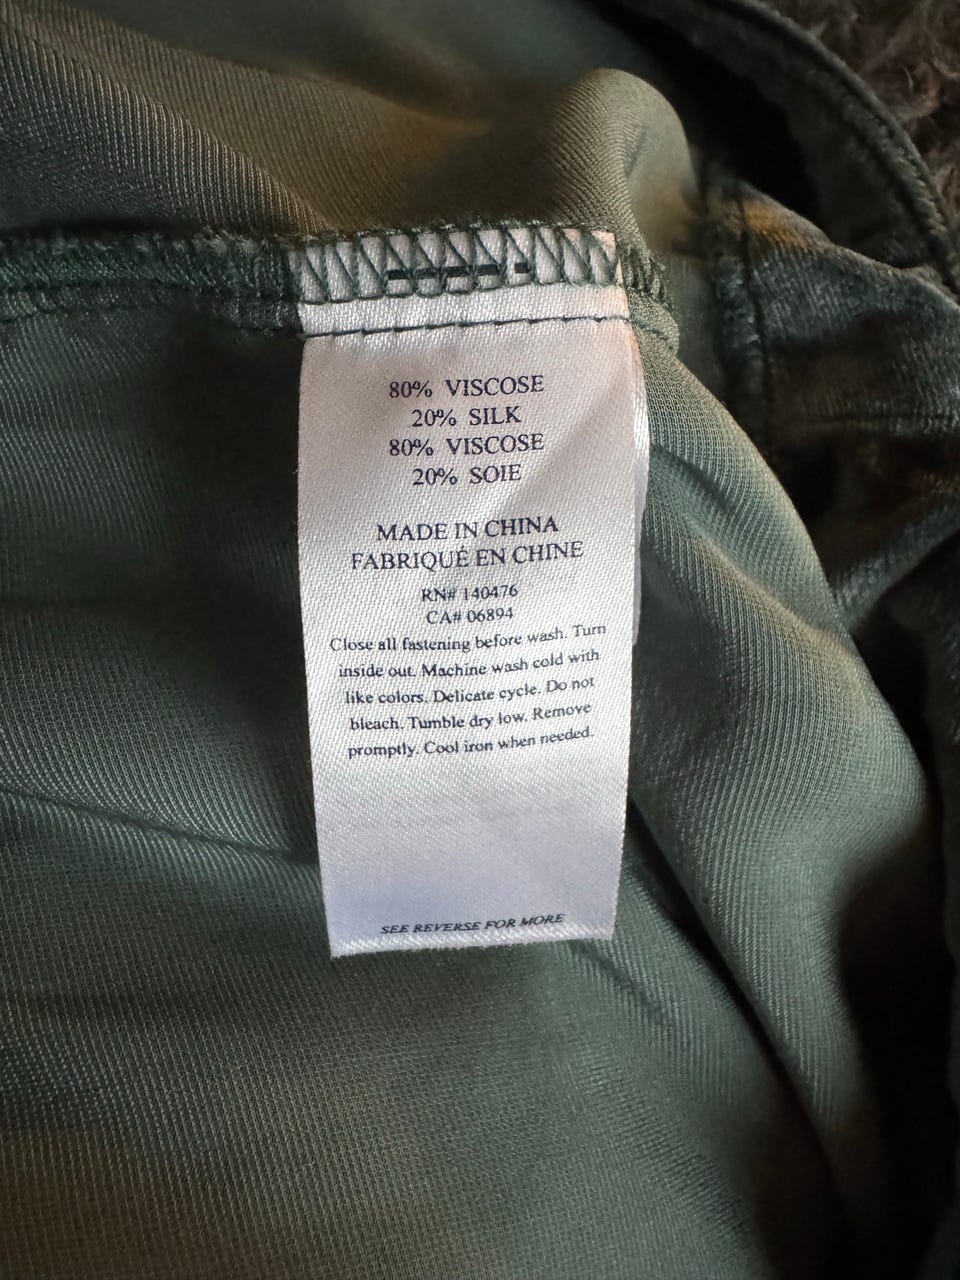 80% VISCOSE
20% SILK
80% VISCOSE
20% SOIE
MADE IN CHINA
FABRIQUÉ EN CHINE
RN# 140476
CA# 06894
Close all fastening before wash. Turn
inside out. Machine wash cold with
like colors. Delicate cycle. Do not
bleach. Tumble dry low. Remove
promptly. Cool iron when needed.
SEE REVERSE FOR MORE